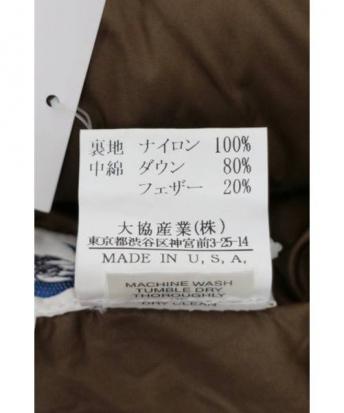 裏地 ナイロン 100%
中綿 ダウン 80%
フェザー 20%
大協産業(株)
東京都渋谷区神宮前3-25-14
MADE IN U.S.A.
MACHINE WASH
TUMBLE DRY
THOROUGHLY
DRY CLEAN